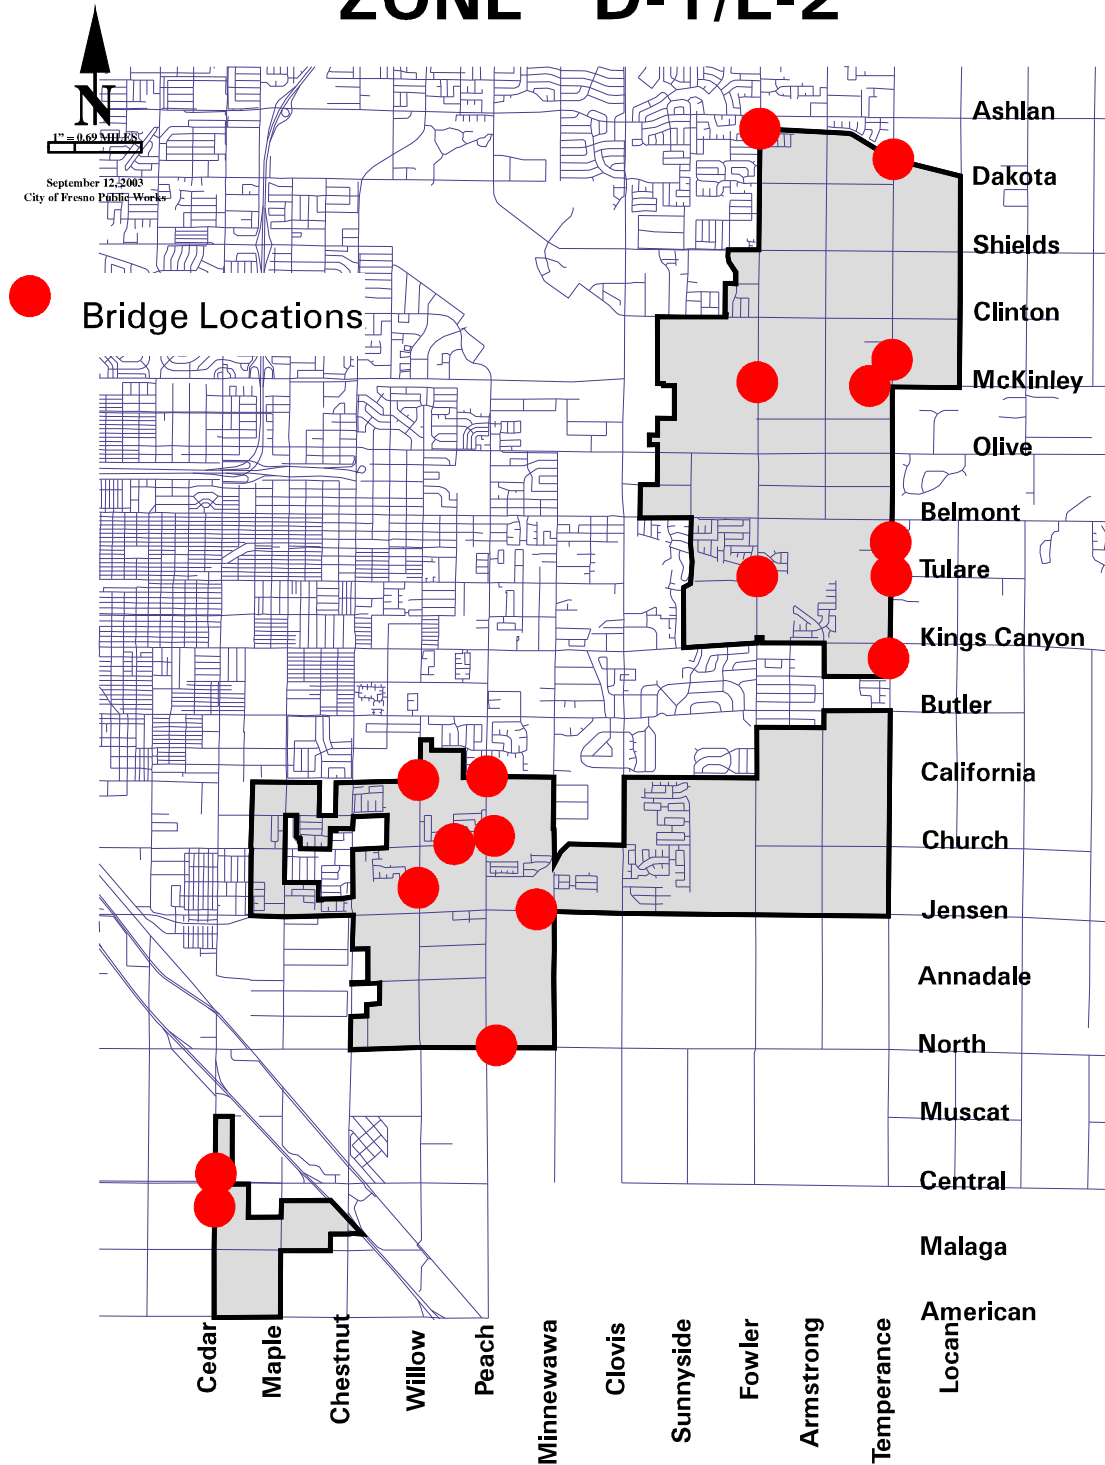 ZONE D-1/E-2
N
1" = 0.69 MILES
September 12, 2003
City of Fresno Public Works
Bridge Locations
Ashlan
Dakota
Shields
Clinton
McKinley
Olive
Belmont
Tulare
Kings Canyon
Butler
California
Church
Jensen
Annadale
North
Muscat
Central
Malaga
American
Cedar
Maple
Chestnut
Willow
Peach
Minnewawa
Clovis
Sunnyside
Fowler
Armstrong
Temperance
Locan